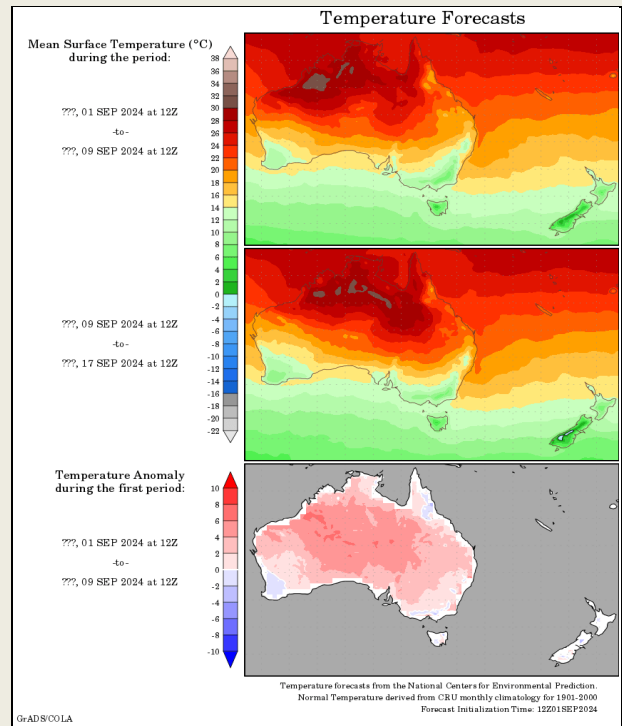 Temperature Forecasts
Mean Surface Temperature (°C)
during the period:
38
36
34
32
30
28
26
24
22
20
18
16
14
12
10
8
6
4
2
0
-2
-4
-6
-8
-10
-12
-14
-16
-18
-20
-22
???, 01 SEP 2024 at 12Z
-to-
???, 09 SEP 2024 at 12Z
???, 09 SEP 2024 at 12Z
-to-
???, 17 SEP 2024 at 12Z
Temperature Anomaly
during the first period:
10
8
6
4
2
0
-2
-4
-6
-8
-10
???, 01 SEP 2024 at 12Z
-to-
???, 09 SEP 2024 at 12Z
Temperature forecasts from the National Centers for Environmental Prediction.
Normal Temperature derived from CRU monthly climatology for 1901-2000
Forecast Initialization Time: 12Z01SEP2024
GrADS/COLA